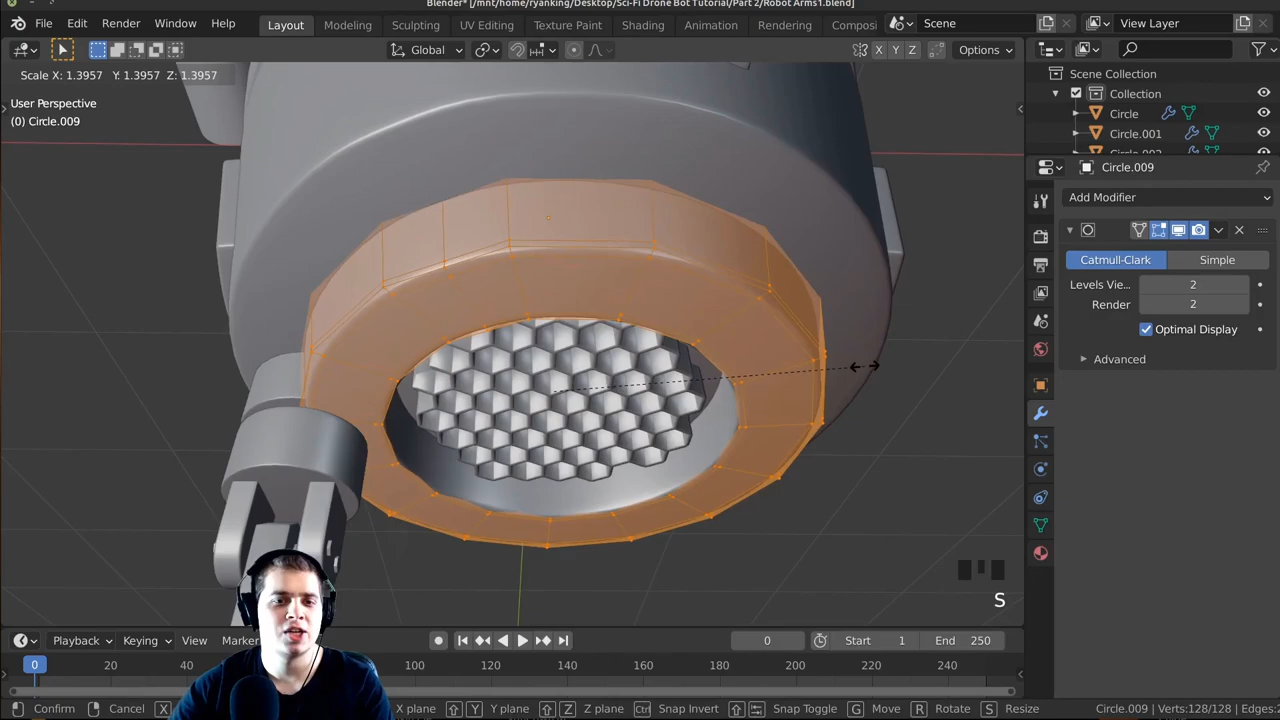 Blender* [/mnt/home/ryanking/Desktop/Sci-Fi Drone Bot Tutorial/Part 2/Robot Arms1.blend]
File Edit Render Window Help Layout Modeling Sculpting UV Editing Texture Paint Shading Animation Rendering Compos Scene View Layer
Global X Y Z Options
Scale X: 1.3957 Y: 1.3957 Z: 1.3957
User Perspective
(0) Circle.009
Scene Collection
Collection
Circle
Circle.001
Circle.002
Circle.009
Add Modifier
Catmull-Clark Simple
Levels Vie... 2
Render 2
Optimal Display
Advanced
S
Playback Keying View Marker 0 Start 1 End 250
0 20 40 100 120 140 160 180 200 220 240
Confirm Cancel X X plane Y Y plane Z Z plane Ctrl Snap Invert Snap Toggle G Move R Rotate S Resize Circle.009 | Verts:128/128 | Edges:2